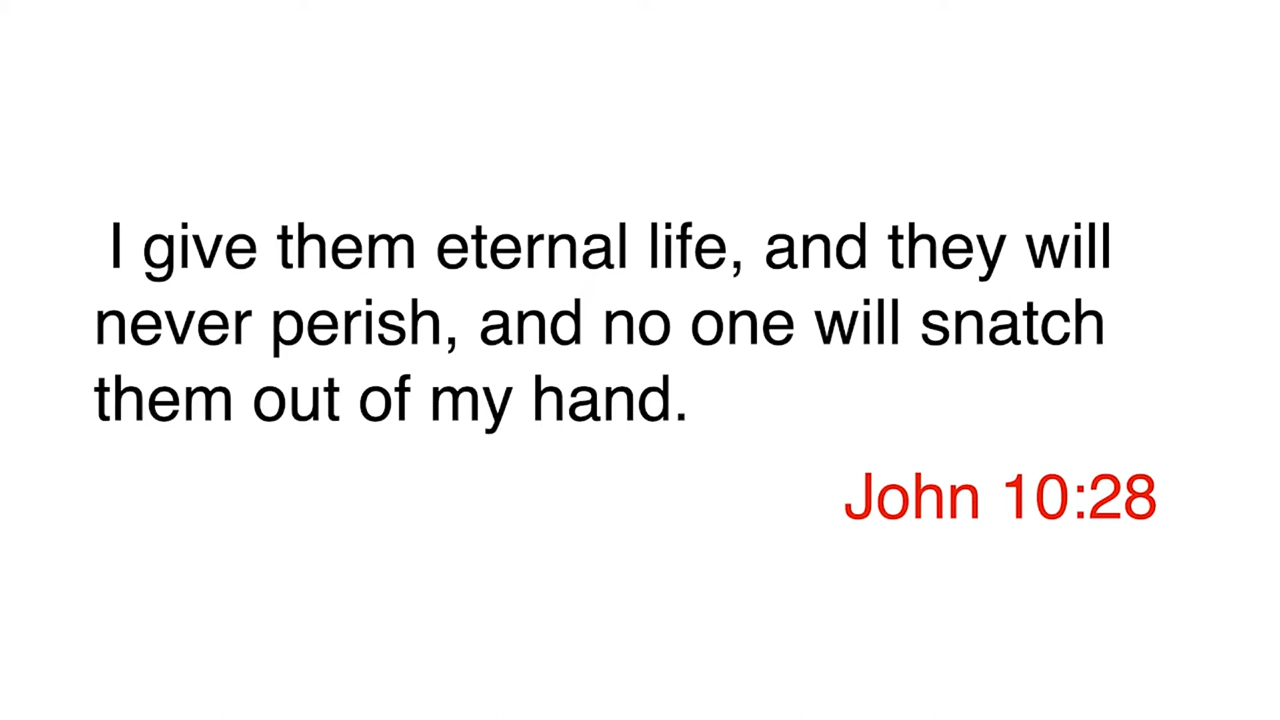 I give them eternal life, and they will
never perish, and no one will snatch
them out of my hand.
John 10:28